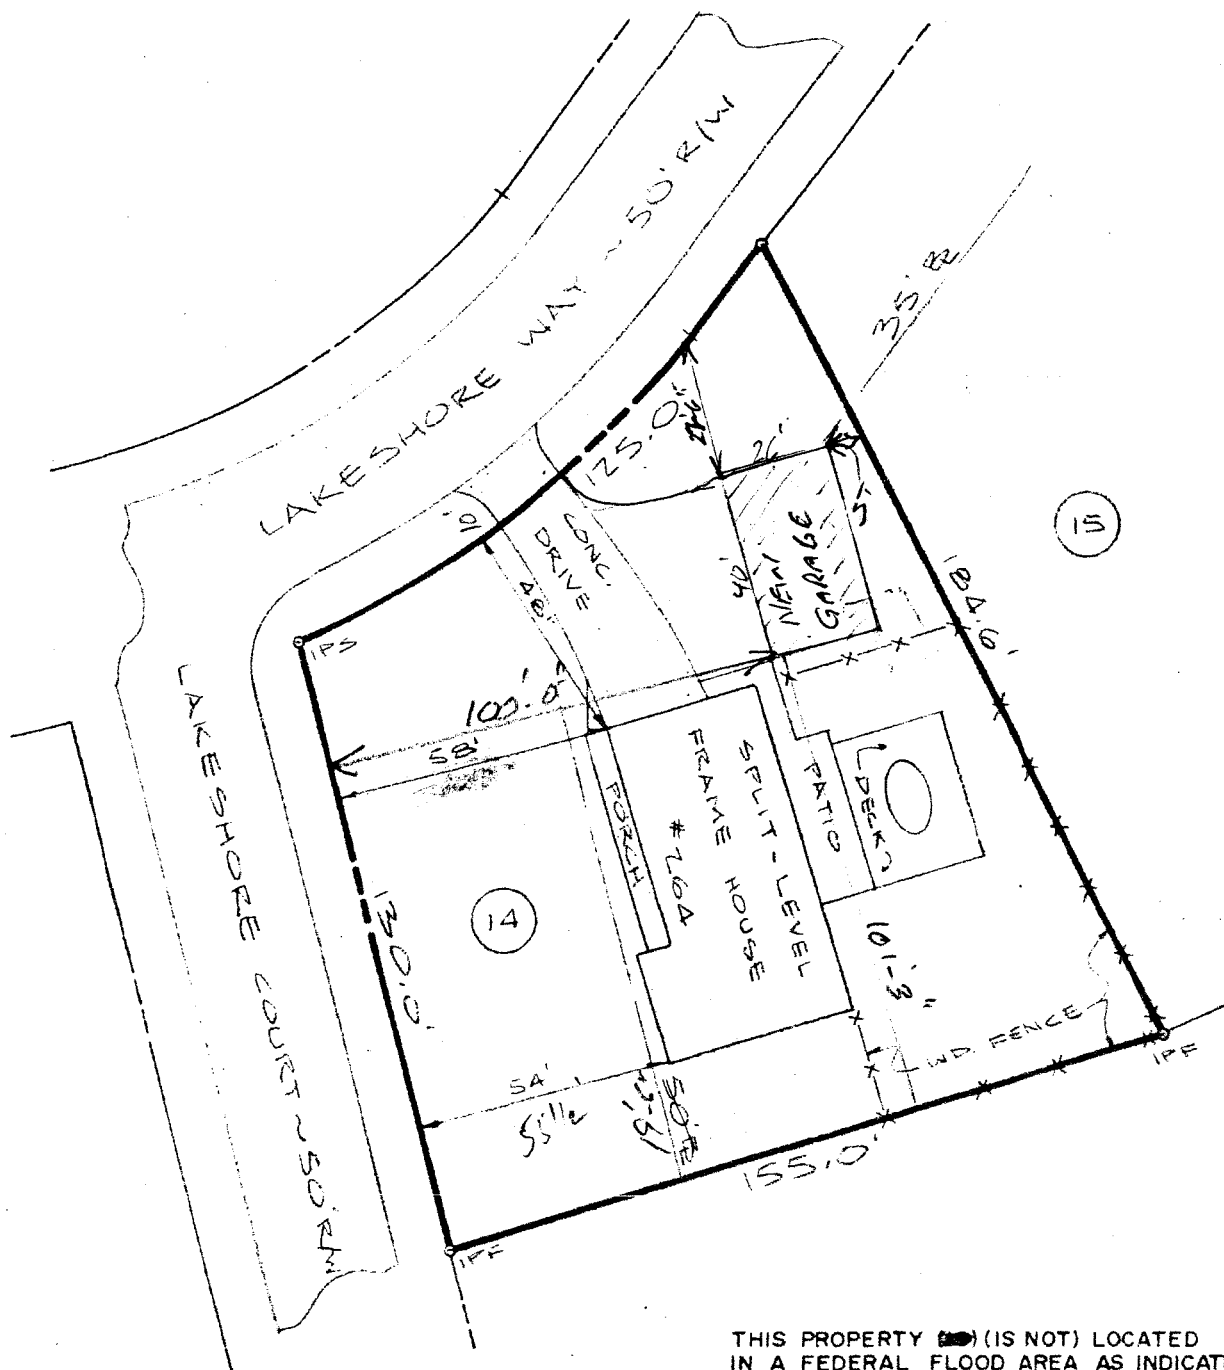 LAKESHORE WAY ~ 50' R/W
35'
125.0'
15
NEW
GARAGE
40'
5'
184.6'
CONC.
DRIVE
10'
48'
IPS
100'-0"
58'
PORCH
SPLIT-LEVEL
FRAME HOUSE
#264
PATIO
DECK
14
130.0'
LAKESHORE COURT ~ 50' R/W
101'-3"
WD. FENCE
IPF
54'
155.0'
IPF
THIS PROPERTY (IS NOT) LOCATED
IN A FEDERAL FLOOD AREA AS INDICAT